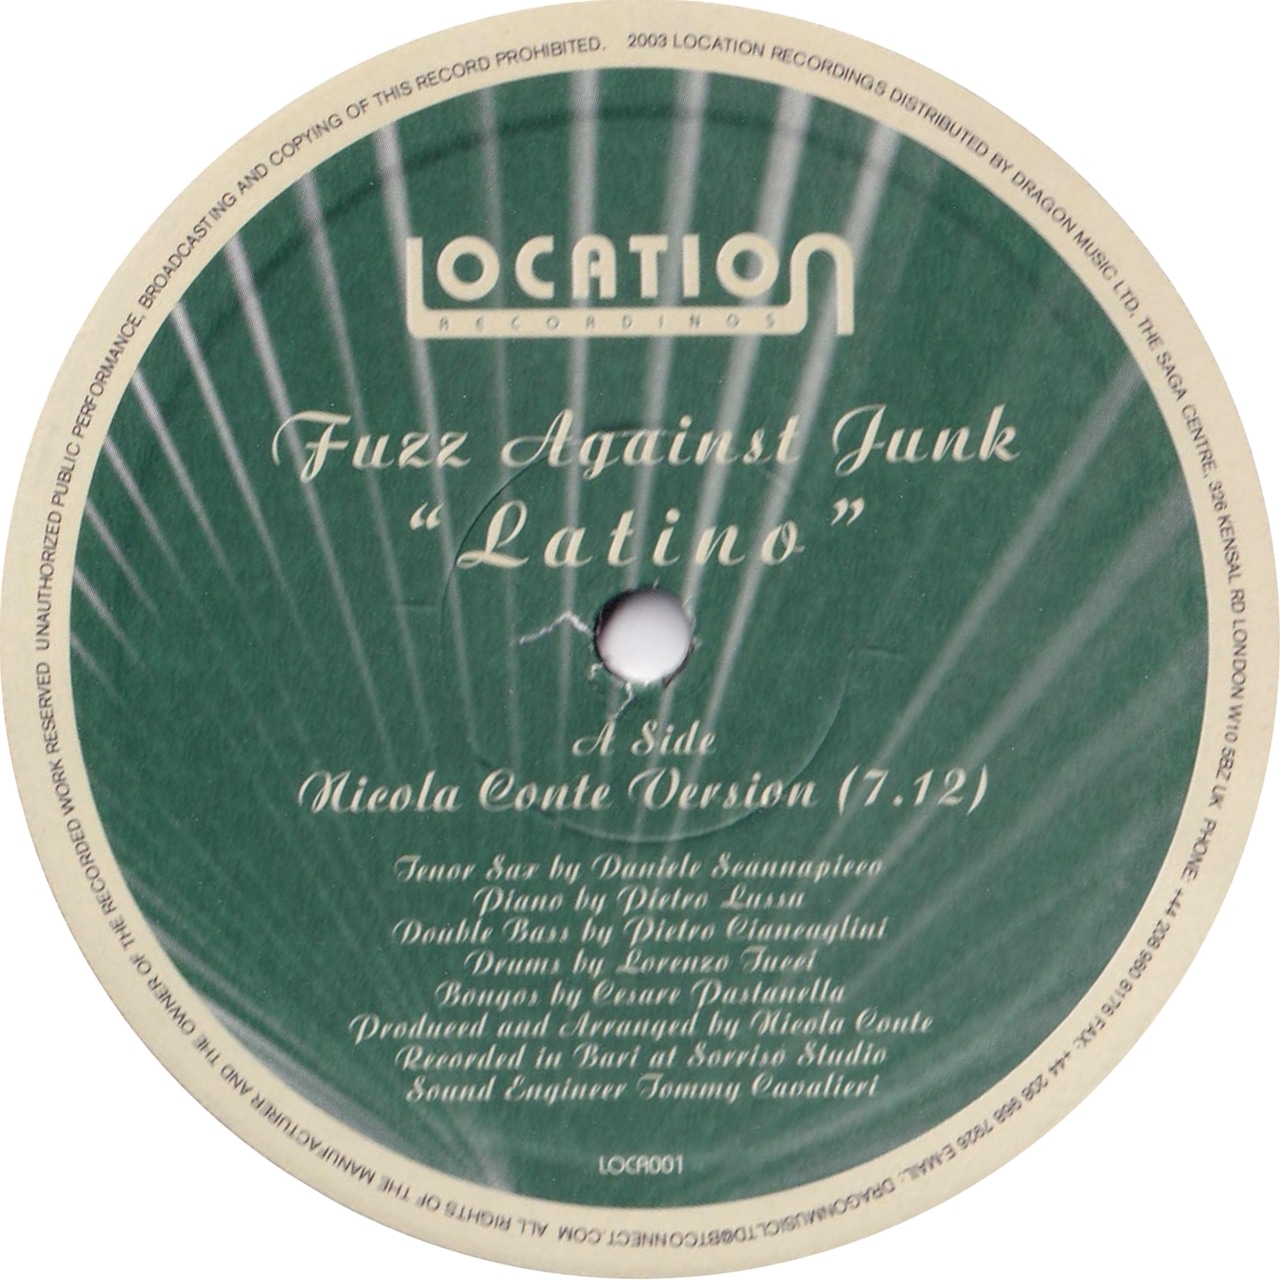 LOCATION
RECORDINGS
Fuzz Against Junk
“Latino”
A Side
Nicola Conte Version (7.12)
Tenor Sax by Daniele Scannapieco
Piano by Pietro Lussu
Double Bass by Pietro Ciancaglini
Drums by Lorenzo Tucci
Bongos by Cesare Pastanella
Produced and Arranged by Nicola Conte
Recorded in Bari at Sorriso Studio
Sound Engineer Tommy Cavalieri
LOCA001
2003 LOCATION RECORDINGS DISTRIBUTED BY DRAGON MUSIC LTD, THE SAGA CENTRE, 326 KENSAL RD LONDON W10 5BZ UK PHONE: +44 208 960 8176 FAX: +44 208 968 7926 E-MAIL: DRAGONMUSICLTD@BTCONNECT.COM ALL RIGHTS OF THE MANUFACTURER AND THE OWNER OF THE RECORDED WORK RESERVED UNAUTHORIZED PUBLIC PERFORMANCE, BROADCASTING AND COPYING OF THIS RECORD PROHIBITED.